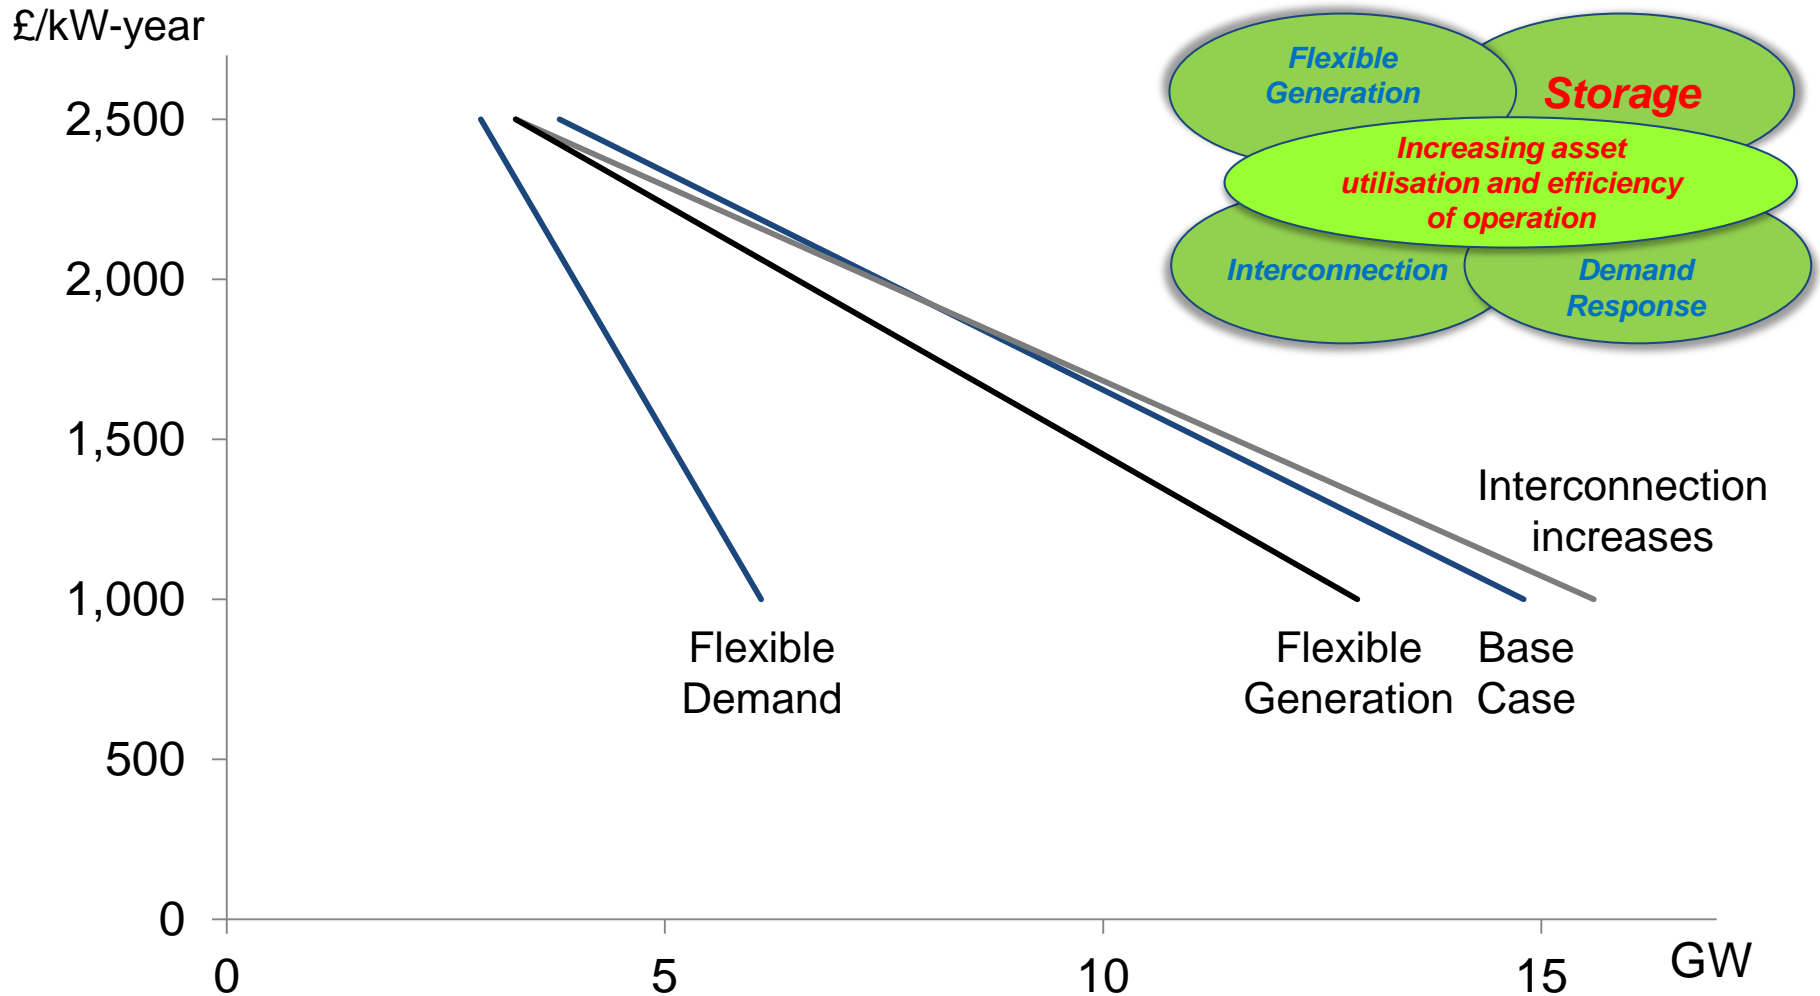 £/kW-year
2,500
2,000
1,500
1,000
500
0
0
5
10
15
GW
Flexible
Demand
Flexible
Generation
Base
Case
Interconnection
increases
Flexible
Generation
Storage
Increasing asset
utilisation and efficiency
of operation
Interconnection
Demand
Response